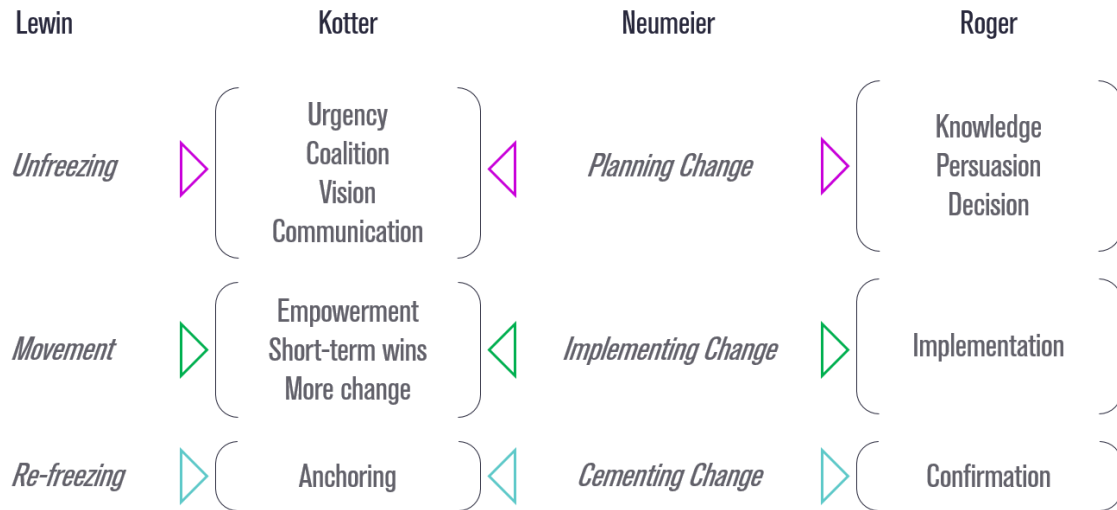 Lewin
Kotter
Neumeier
Roger
Unfreezing
Urgency
Coalition
Vision
Communication
Planning Change
Knowledge
Persuasion
Decision
Movement
Empowerment
Short-term wins
More change
Implementing Change
Implementation
Re-freezing
Anchoring
Cementing Change
Confirmation